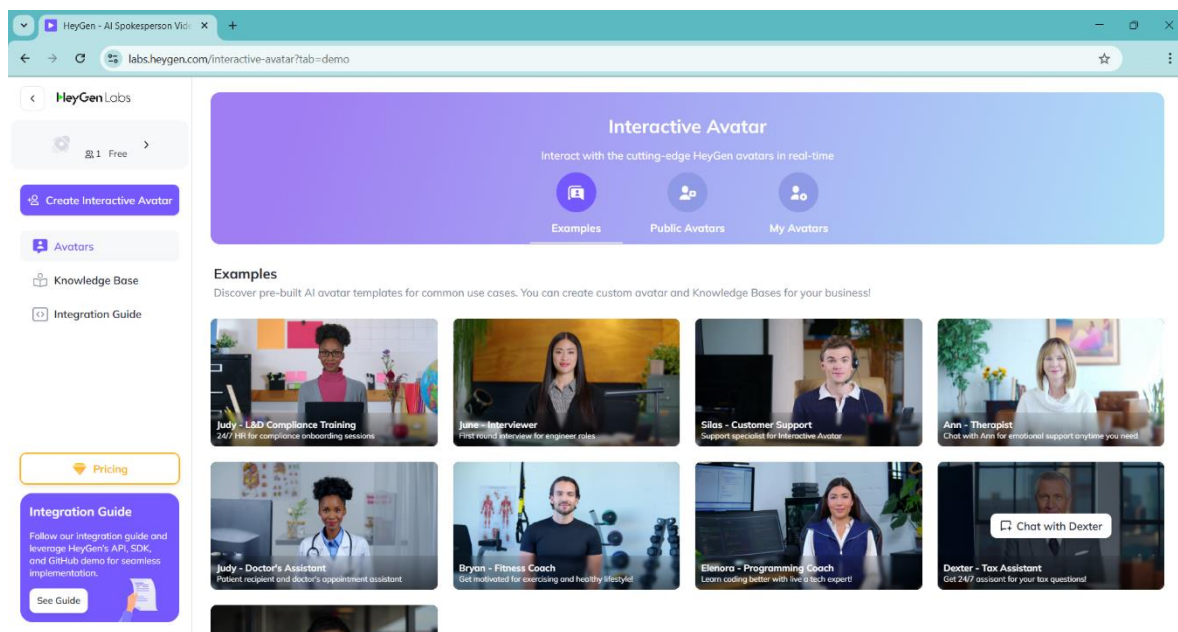 HeyGen - AI Spokesperson Vide
labs.heygen.com/interactive-avatar?tab=demo
HeyGen Labs
1 Free
Create Interactive Avatar
Avatars
Knowledge Base
Integration Guide
Pricing
Integration Guide
Follow our integration guide and
leverage HeyGen's API, SDK,
and GitHub demo for seamless
implementation.
See Guide
Interactive Avatar
Interact with the cutting-edge HeyGen avatars in real-time
Examples
Public Avatars
My Avatars
Examples
Discover pre-built AI avatar templates for common use cases. You can create custom avatar and Knowledge Bases for your business!
Judy - L&D Compliance Training
24/7 HR for compliance onboarding sessions
June - Interviewer
First round interview for engineer roles
Silas - Customer Support
Support specialist for Interactive Avatar
Ann - Therapist
Chat with Ann for emotional support anytime you need
Judy - Doctor's Assistant
Patient recipient and doctor's appointment assistant
Bryan - Fitness Coach
Get motivated for exercising and healthy lifestyle!
Elenora - Programming Coach
Learn coding better with live a tech expert!
Chat with Dexter
Dexter - Tax Assistant
Get 24/7 assisant for your tax questions!